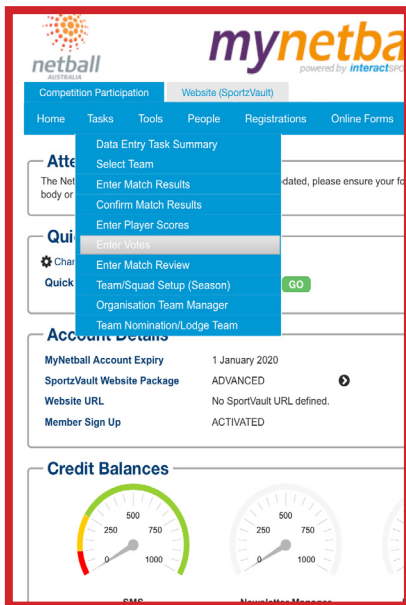 netball
AUSTRALIA
mynetba
powered by interactSPO
Competition Participation Website (SportzVault)
Home Tasks Tools People Registrations Online Forms
Data Entry Task Summary
Select Team
Enter Match Results
Confirm Match Results
Enter Player Scores
Enter Votes
Enter Match Review
Team/Squad Setup (Season)
Organisation Team Manager
Team Nomination/Lodge Team
Atte
The Net dated, please ensure your fo
body or
Qui
Char
Quick GO
Account Details
MyNetball Account Expiry 1 January 2020
SportzVault Website Package ADVANCED
Website URL No SportVault URL defined.
Member Sign Up ACTIVATED
Credit Balances
500 500
250 750 250 750
0 1000 0 1000
SMS Newsletter Manager